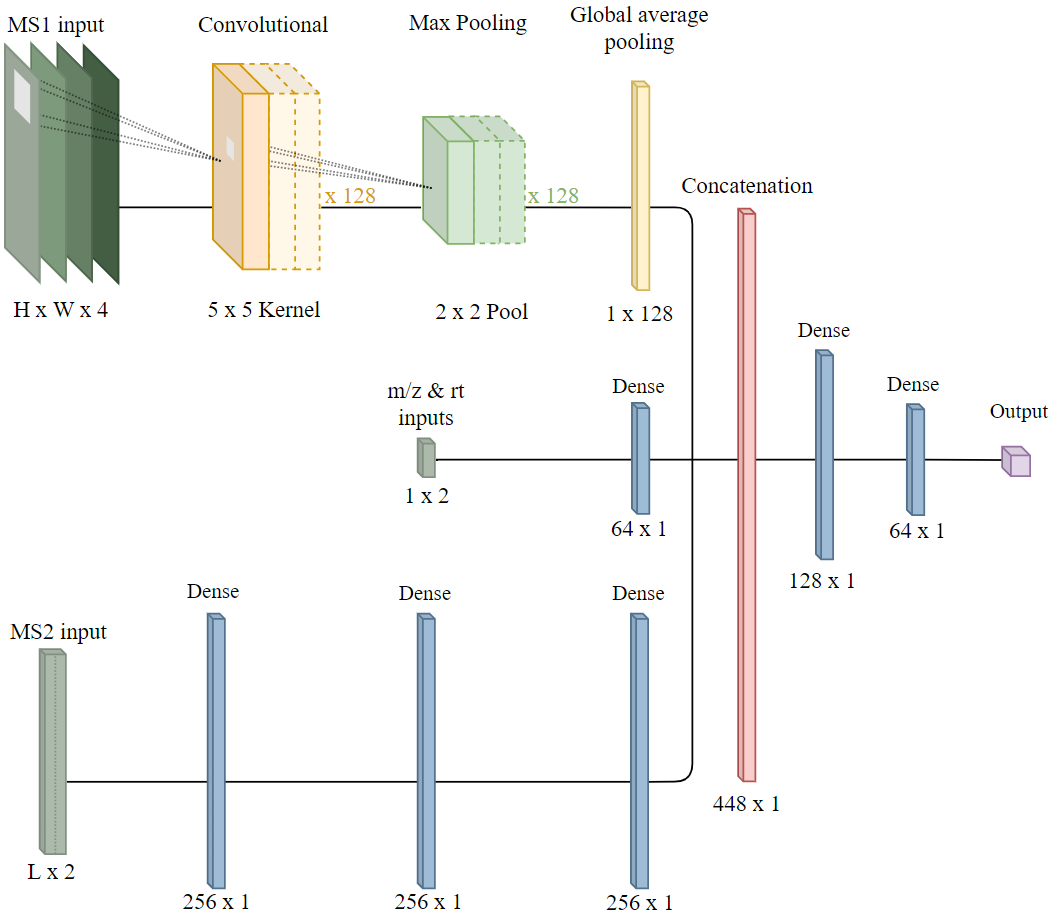 MS1 input
Convolutional
Max Pooling
Global average
pooling
x 128
x 128
H x W x 4
5 x 5 Kernel
2 x 2 Pool
1 x 128
Concatenation
m/z & rt
inputs
1 x 2
Dense
64 x 1
Dense
128 x 1
Dense
64 x 1
Output
MS2 input
L x 2
Dense
256 x 1
Dense
256 x 1
Dense
256 x 1
448 x 1